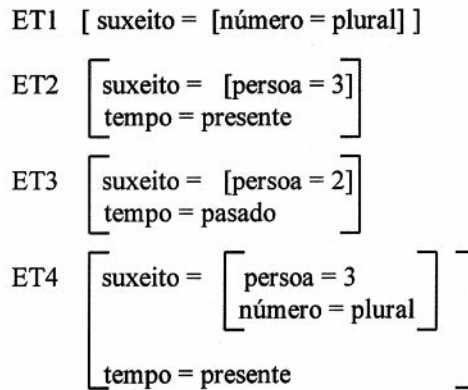 ET1 [ suxeito = [número = plural] ]
ET2 [ suxeito = [persoa = 3]
tempo = presente ]
ET3 [ suxeito = [persoa = 2]
tempo = pasado ]
ET4 [ suxeito = [ persoa = 3
número = plural ]
tempo = presente ]